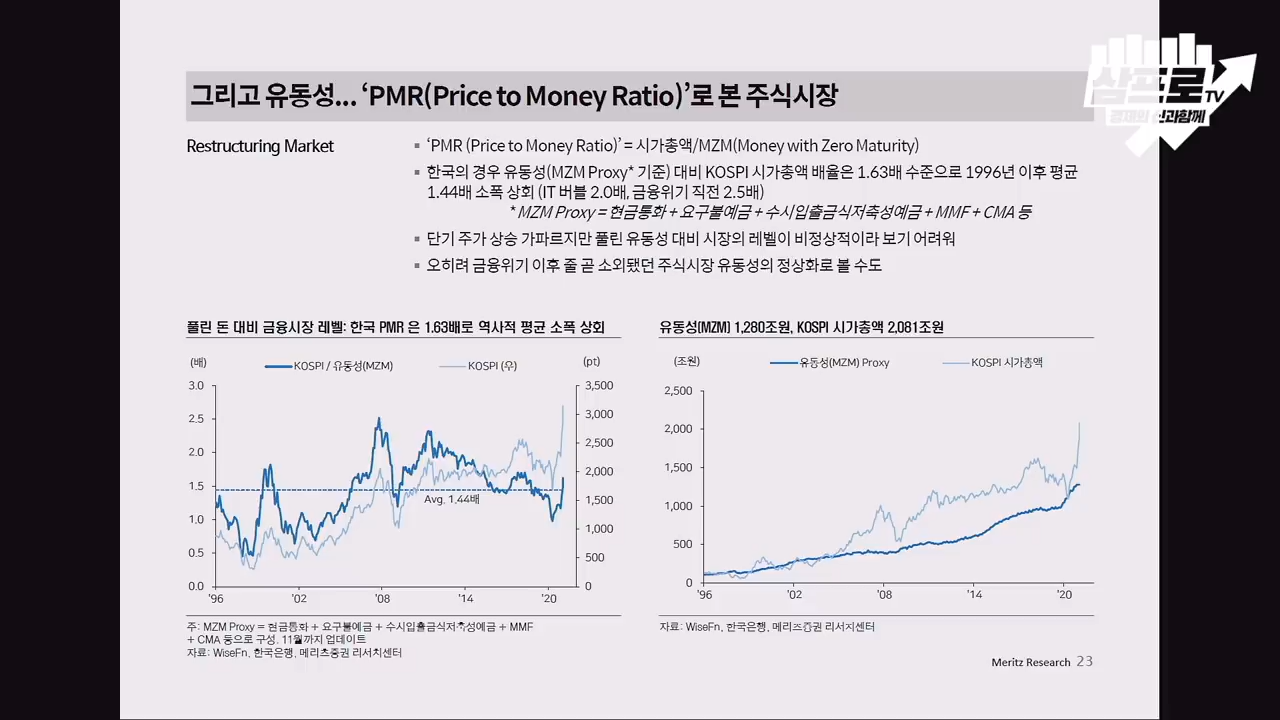 그리고 유동성... ‘PMR(Price to Money Ratio)’로 본 주식시장
삼프로TV
경제의 신과함께
Restructuring Market
▪ ‘PMR (Price to Money Ratio)’ = 시가총액/MZM(Money with Zero Maturity)
▪ 한국의 경우 유동성(MZM Proxy* 기준) 대비 KOSPI 시가총액 배율은 1.63배 수준으로 1996년 이후 평균
1.44배 소폭 상회 (IT 버블 2.0배, 금융위기 직전 2.5배)
* MZM Proxy = 현금통화 + 요구불예금 + 수시입출금식저축성예금 + MMF + CMA 등
▪ 단기 주가 상승 가파르지만 풀린 유동성 대비 시장의 레벨이 비정상적이라 보기 어려워
▪ 오히려 금융위기 이후 줄 곧 소외됐던 주식시장 유동성의 정상화로 볼 수도
풀린 돈 대비 금융시장 레벨: 한국 PMR 은 1.63배로 역사적 평균 소폭 상회
(배)
KOSPI / 유동성(MZM)
KOSPI (우)
(pt)
3.0
2.5
2.0
1.5
1.0
0.5
0.0
3,500
3,000
2,500
2,000
1,500
1,000
500
0
Avg. 1.44배
'96 '02 '08 '14 '20
주: MZM Proxy = 현금통화 + 요구불예금 + 수시입출금식저축성예금 + MMF
+ CMA 등으로 구성. 11월까지 업데이트
자료: WiseFn, 한국은행, 메리츠증권 리서치센터
유동성(MZM) 1,280조원, KOSPI 시가총액 2,081조원
(조원)
유동성(MZM) Proxy
KOSPI 시가총액
2,500
2,000
1,500
1,000
500
0
'96 '02 '08 '14 '20
자료: WiseFn, 한국은행, 메리츠증권 리서치센터
Meritz Research 23